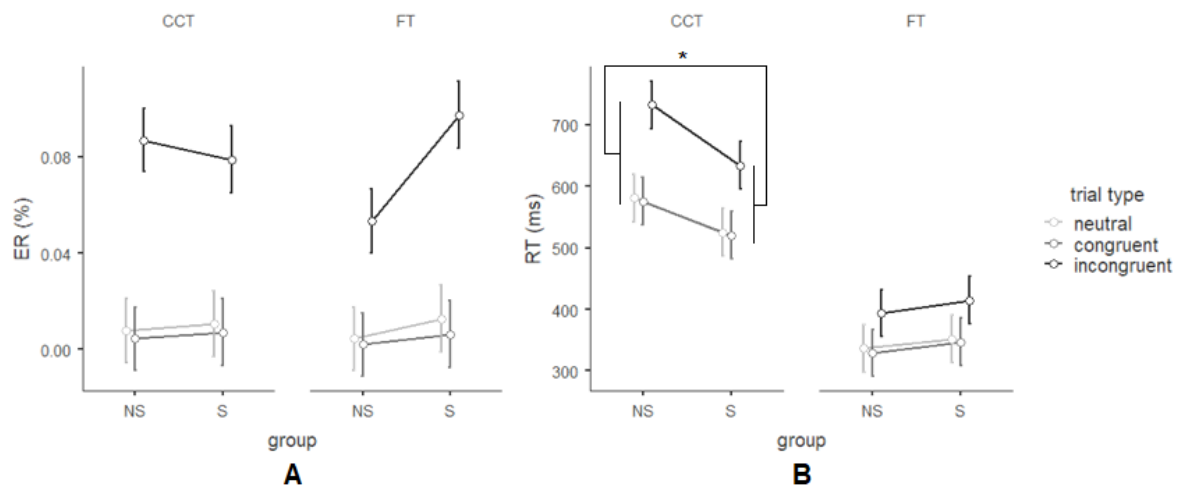 CCT
FT
ER (%)
0.08
0.04
0.00
NS
S
NS
S
group
A
CCT
FT
*
RT (ms)
700
600
500
400
300
NS
S
NS
S
group
B
trial type
neutral
congruent
incongruent